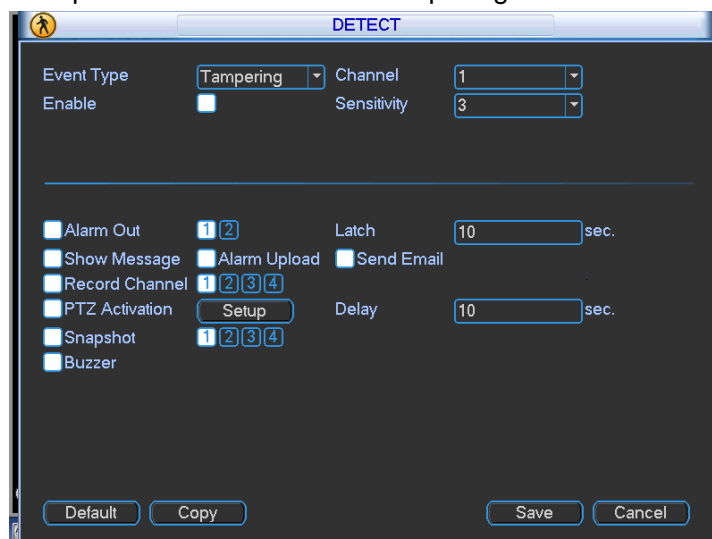 DETECT
Event Type Tampering Channel 1
Enable Sensitivity 3
Alarm Out 1 2 Latch 10 sec.
Show Message Alarm Upload Send Email
Record Channel 1 2 3 4
PTZ Activation Setup Delay 10 sec.
Snapshot 1 2 3 4
Buzzer
Default Copy Save Cancel